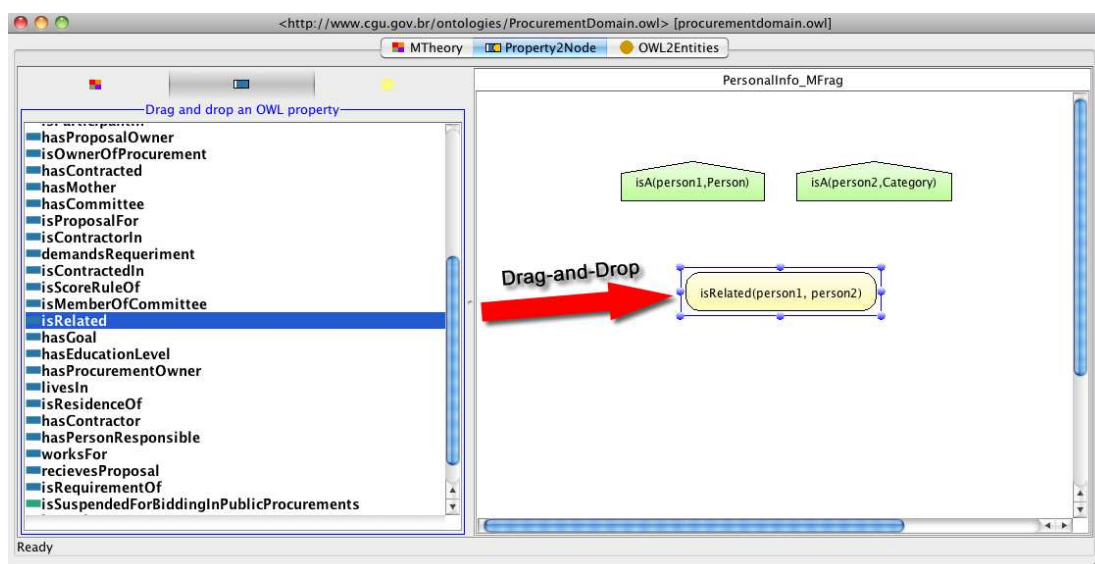 <http://www.cgu.gov.br/ontologies/ProcurementDomain.owl> [procurementdomain.owl]
MTheory Property2Node OWL2Entities
Drag and drop an OWL property
hasProposalOwner
isOwnerOfProcurement
hasContracted
hasMother
hasCommittee
isProposalFor
isContractorIn
demandsRequeriment
isContractedIn
isScoreRuleOf
isMemberOfCommittee
isRelated
hasGoal
hasEducationLevel
hasProcurementOwner
livesIn
isResidenceOf
hasContractor
hasPersonResponsible
worksFor
recievesProposal
isRequirementOf
isSuspendedForBiddingInPublicProcurements
PersonalInfo_MFrag
isA(person1,Person) isA(person2,Category)
Drag-and-Drop
isRelated(person1, person2)
Ready